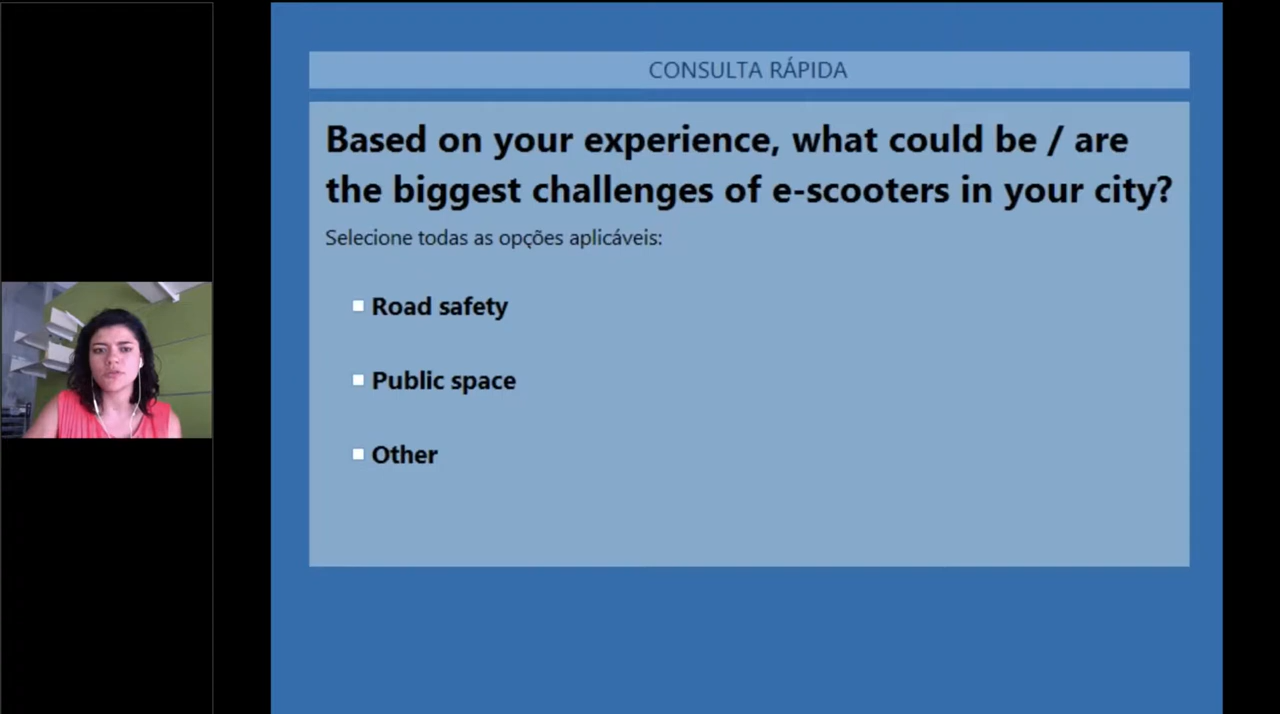 CONSULTA RÁPIDA
Based on your experience, what could be / are
the biggest challenges of e-scooters in your city?
Selecione todas as opções aplicáveis:
Road safety
Public space
Other